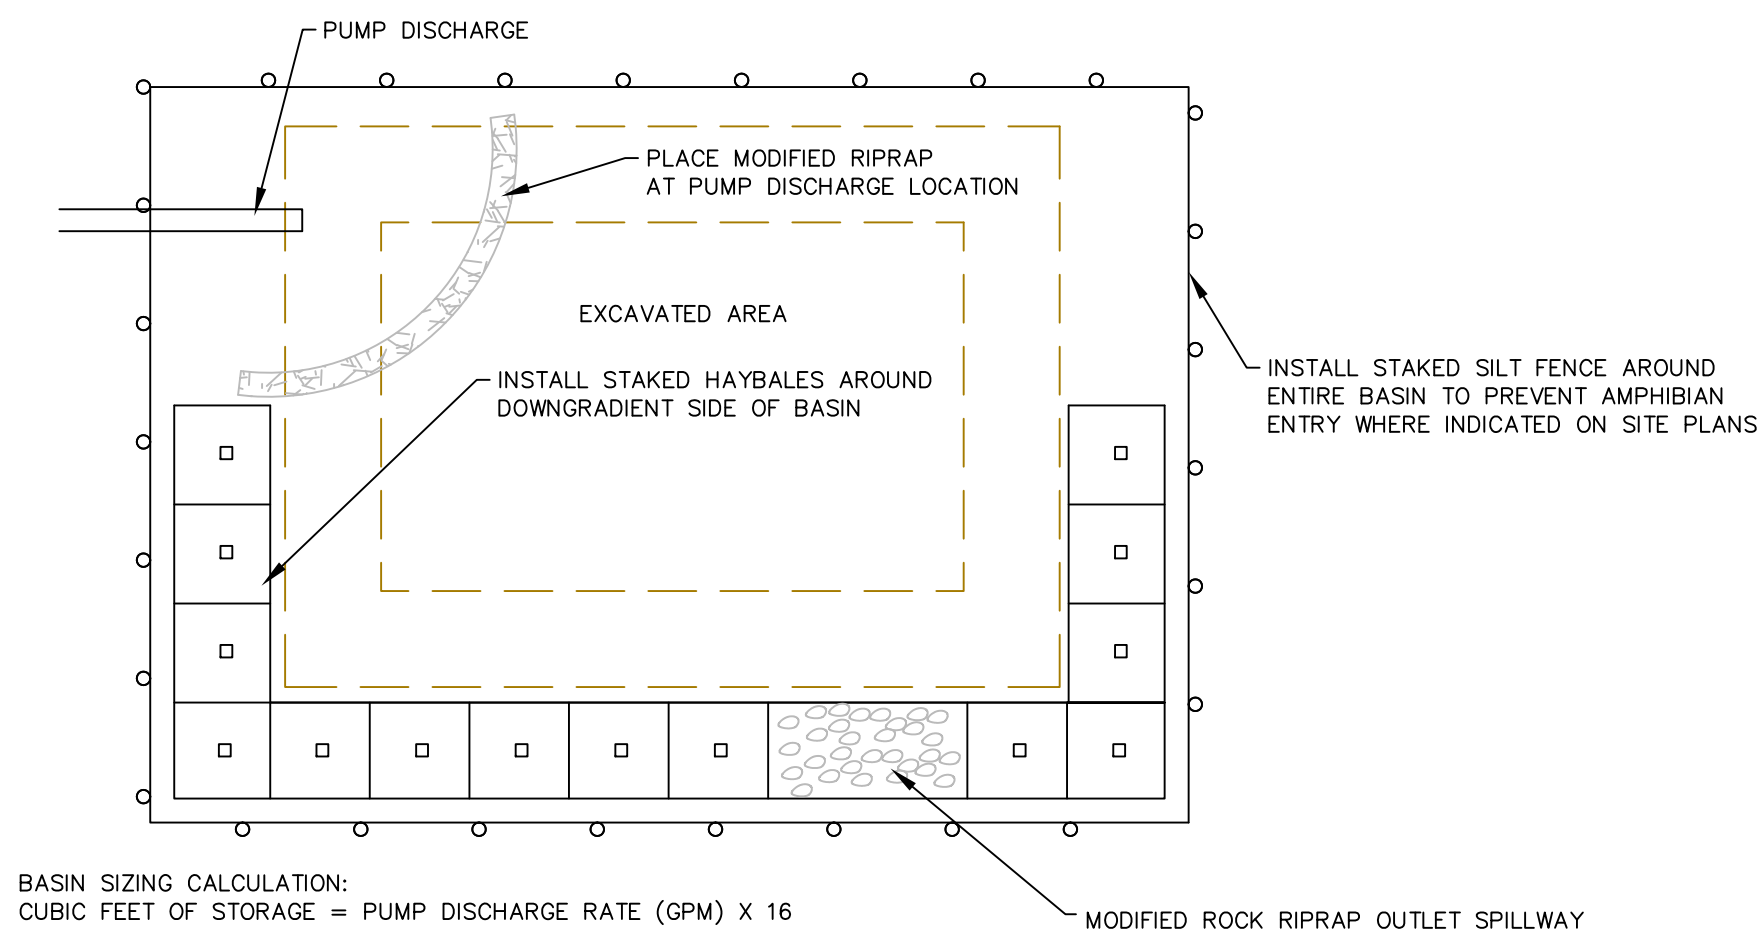 PUMP DISCHARGE
PLACE MODIFIED RIPRAP
AT PUMP DISCHARGE LOCATION
EXCAVATED AREA
INSTALL STAKED HAYBALES AROUND
DOWNGRADIENT SIDE OF BASIN
INSTALL STAKED SILT FENCE AROUND
ENTIRE BASIN TO PREVENT AMPHIBIAN
ENTRY WHERE INDICATED ON SITE PLANS
BASIN SIZING CALCULATION:
CUBIC FEET OF STORAGE = PUMP DISCHARGE RATE (GPM) X 16
MODIFIED ROCK RIPRAP OUTLET SPILLWAY